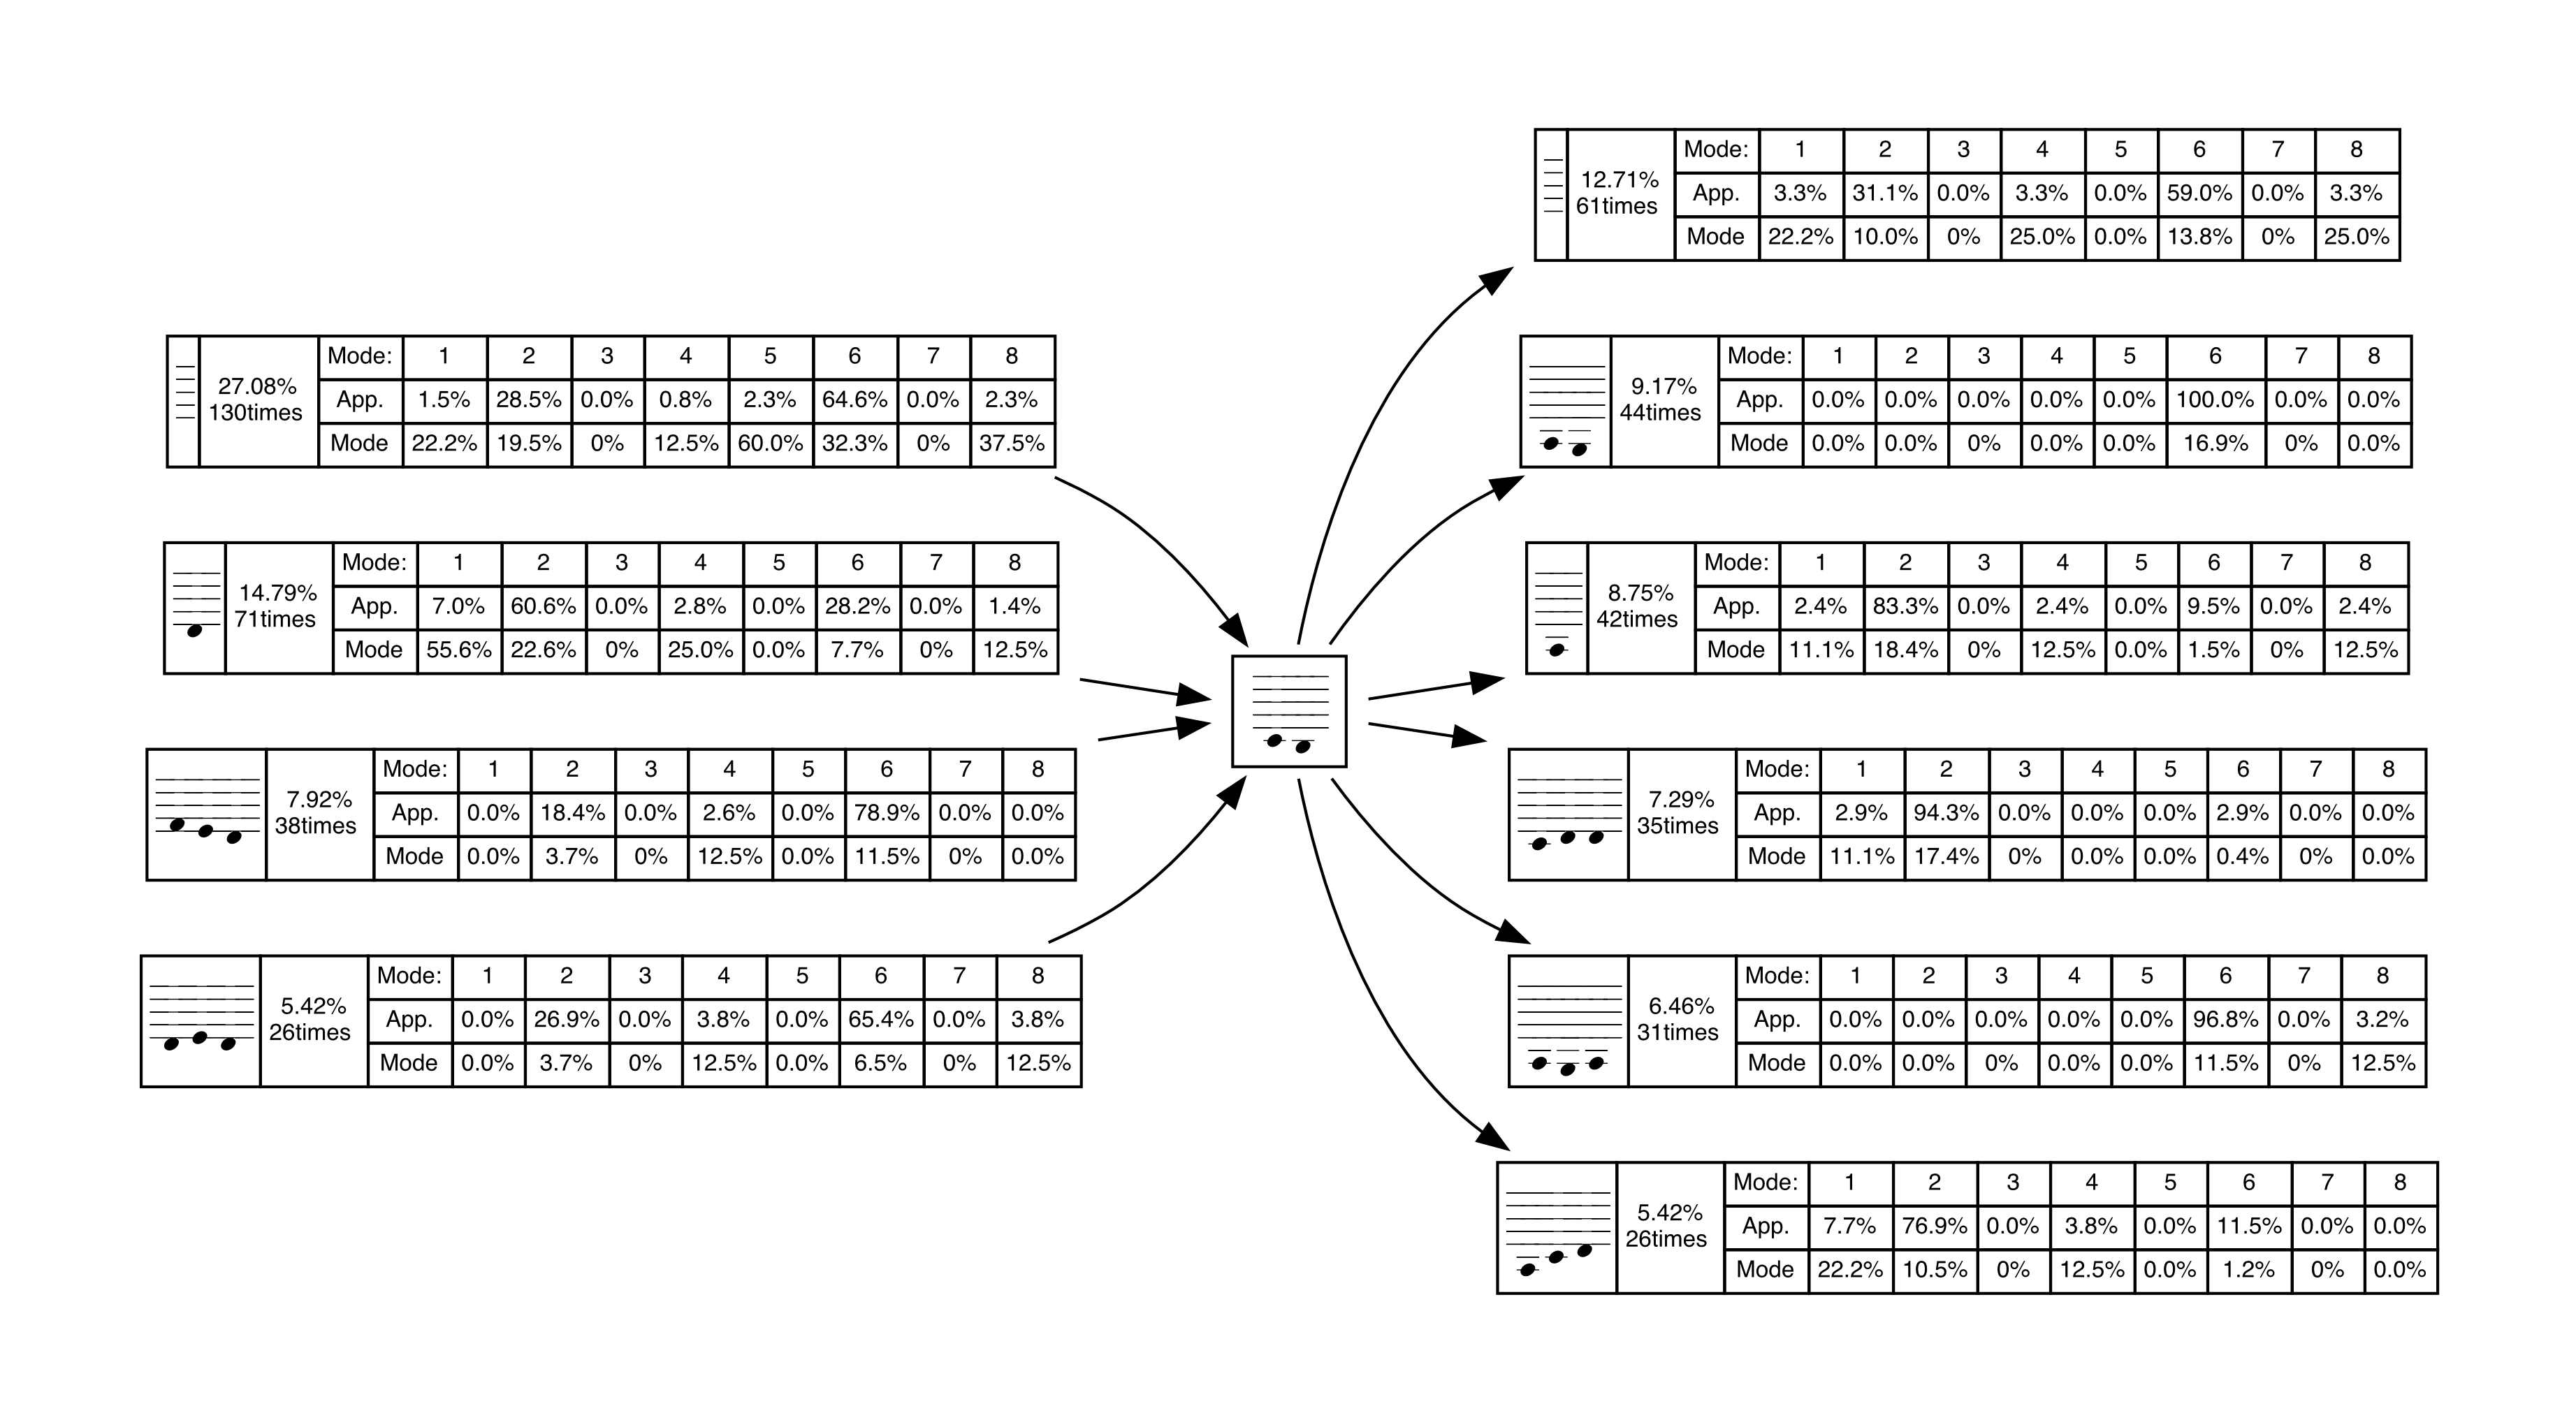 Mode: 1 2 3 4 5 6 7 8
27.08%
130times
App. 1.5% 28.5% 0.0% 0.8% 2.3% 64.6% 0.0% 2.3%
Mode 22.2% 19.5% 0% 12.5% 60.0% 32.3% 0% 37.5%
Mode: 1 2 3 4 5 6 7 8
14.79%
71times
App. 7.0% 60.6% 0.0% 2.8% 0.0% 28.2% 0.0% 1.4%
Mode 55.6% 22.6% 0% 25.0% 0.0% 7.7% 0% 12.5%
Mode: 1 2 3 4 5 6 7 8
7.92%
38times
App. 0.0% 18.4% 0.0% 2.6% 0.0% 78.9% 0.0% 0.0%
Mode 0.0% 3.7% 0% 12.5% 0.0% 11.5% 0% 0.0%
Mode: 1 2 3 4 5 6 7 8
5.42%
26times
App. 0.0% 26.9% 0.0% 3.8% 0.0% 65.4% 0.0% 3.8%
Mode 0.0% 3.7% 0% 12.5% 0.0% 6.5% 0% 12.5%
Mode: 1 2 3 4 5 6 7 8
12.71%
61times
App. 3.3% 31.1% 0.0% 3.3% 0.0% 59.0% 0.0% 3.3%
Mode 22.2% 10.0% 0% 25.0% 0.0% 13.8% 0% 25.0%
Mode: 1 2 3 4 5 6 7 8
9.17%
44times
App. 0.0% 0.0% 0.0% 0.0% 0.0% 100.0% 0.0% 0.0%
Mode 0.0% 0.0% 0% 0.0% 0.0% 16.9% 0% 0.0%
Mode: 1 2 3 4 5 6 7 8
8.75%
42times
App. 2.4% 83.3% 0.0% 2.4% 0.0% 9.5% 0.0% 2.4%
Mode 11.1% 18.4% 0% 12.5% 0.0% 1.5% 0% 12.5%
Mode: 1 2 3 4 5 6 7 8
7.29%
35times
App. 2.9% 94.3% 0.0% 0.0% 0.0% 2.9% 0.0% 0.0%
Mode 11.1% 17.4% 0% 0.0% 0.0% 0.4% 0% 0.0%
Mode: 1 2 3 4 5 6 7 8
6.46%
31times
App. 0.0% 0.0% 0.0% 0.0% 0.0% 96.8% 0.0% 3.2%
Mode 0.0% 0.0% 0% 0.0% 0.0% 11.5% 0% 12.5%
Mode: 1 2 3 4 5 6 7 8
5.42%
26times
App. 7.7% 76.9% 0.0% 3.8% 0.0% 11.5% 0.0% 0.0%
Mode 22.2% 10.5% 0% 12.5% 0.0% 1.2% 0% 0.0%